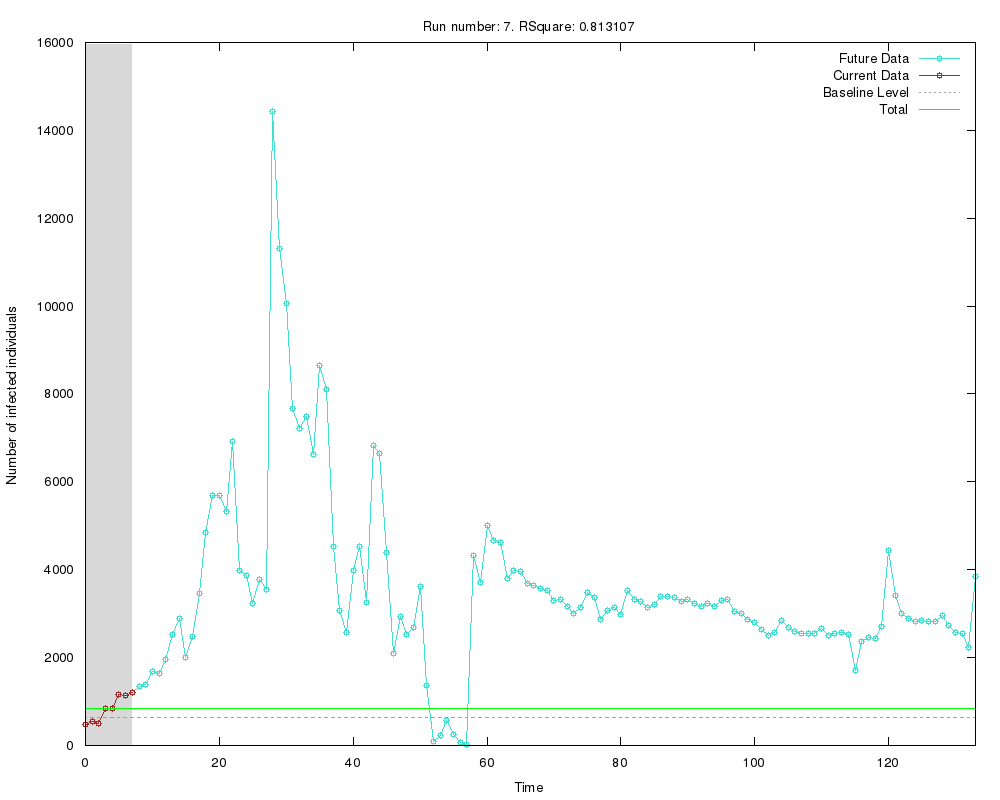 Run number: 7. RSquare: 0.813107
Future Data
Current Data
Baseline Level
Total
Number of infected individuals
16000
14000
12000
10000
8000
6000
4000
2000
0
0 20 40 60 80 100 120
Time